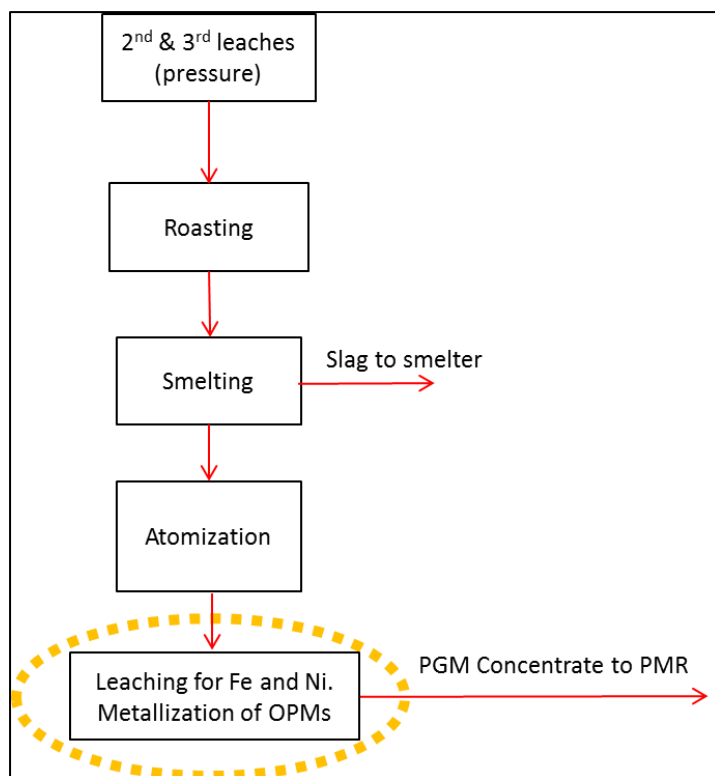 2nd & 3rd leaches
(pressure)
Roasting
Slag to smelter
Smelting
Atomization
PGM Concentrate to PMR
Leaching for Fe and Ni.
Metallization of OPMs